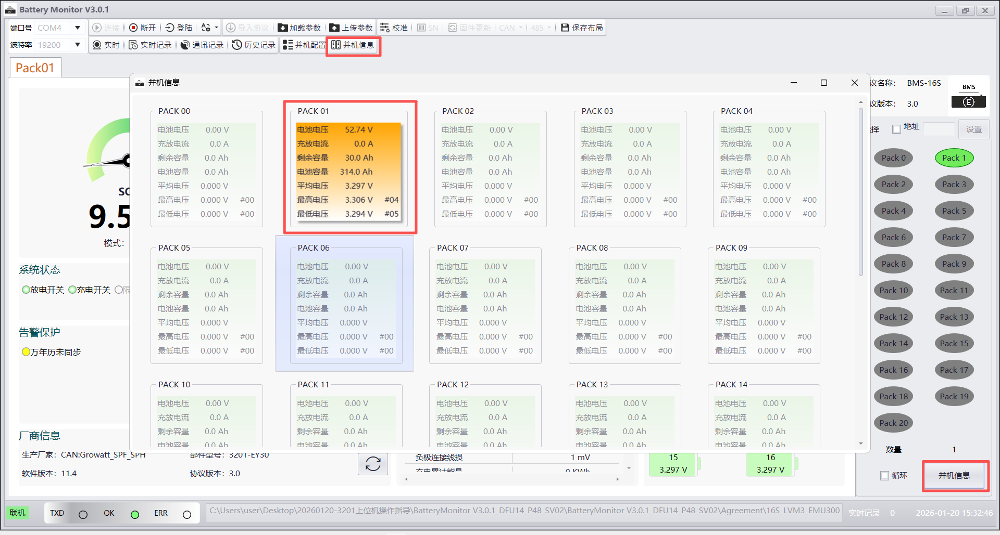 Battery Monitor V3.0.1
端口号 COM4 连接 断开 登陆 导入协议 加载参数 上传参数 校准 SN 固件更新 CAN 485 保存布局
波特率 19200 实时 实时记录 通讯记录 历史记录 并机配置 并机信息
Pack01
并机信息
PACK 00
电池电压 0.00 V
充放电流 0.0 A
剩余容量 0.0 Ah
电池容量 0.0 Ah
平均电压 0.000 V
最高电压 0.000 V #00
最低电压 0.000 V #00
PACK 01
电池电压 52.74 V
充放电流 0.0 A
剩余容量 30.0 Ah
电池容量 314.0 Ah
平均电压 3.297 V
最高电压 3.306 V #04
最低电压 3.294 V #05
PACK 02
电池电压 0.00 V
充放电流 0.0 A
剩余容量 0.0 Ah
电池容量 0.0 Ah
平均电压 0.000 V
最高电压 0.000 V #00
最低电压 0.000 V #00
PACK 03
电池电压 0.00 V
充放电流 0.0 A
剩余容量 0.0 Ah
电池容量 0.0 Ah
平均电压 0.000 V
最高电压 0.000 V #00
最低电压 0.000 V #00
PACK 04
电池电压 0.00 V
充放电流 0.0 A
剩余容量 0.0 Ah
电池容量 0.0 Ah
平均电压 0.000 V
最高电压 0.000 V #00
最低电压 0.000 V #00
PACK 05
电池电压 0.00 V
充放电流 0.0 A
剩余容量 0.0 Ah
电池容量 0.0 Ah
平均电压 0.000 V
最高电压 0.000 V #00
最低电压 0.000 V #00
PACK 06
电池电压 0.00 V
充放电流 0.0 A
剩余容量 0.0 Ah
电池容量 0.0 Ah
平均电压 0.000 V
最高电压 0.000 V #00
最低电压 0.000 V #00
PACK 07
电池电压 0.00 V
充放电流 0.0 A
剩余容量 0.0 Ah
电池容量 0.0 Ah
平均电压 0.000 V
最高电压 0.000 V #00
最低电压 0.000 V #00
PACK 08
电池电压 0.00 V
充放电流 0.0 A
剩余容量 0.0 Ah
电池容量 0.0 Ah
平均电压 0.000 V
最高电压 0.000 V #00
最低电压 0.000 V #00
PACK 09
电池电压 0.00 V
充放电流 0.0 A
剩余容量 0.0 Ah
电池容量 0.0 Ah
平均电压 0.000 V
最高电压 0.000 V #00
最低电压 0.000 V #00
PACK 10
电池电压 0.00 V
充放电流 0.0 A
剩余容量 0.0 Ah
电池容量 0.0 Ah
PACK 11
电池电压 0.00 V
充放电流 0.0 A
剩余容量 0.0 Ah
电池容量 0.0 Ah
PACK 12
电池电压 0.00 V
充放电流 0.0 A
剩余容量 0.0 Ah
电池容量 0.0 Ah
PACK 13
电池电压 0.00 V
充放电流 0.0 A
剩余容量 0.0 Ah
电池容量 0.0 Ah
PACK 14
电池电压 0.00 V
充放电流 0.0 A
剩余容量 0.0 Ah
电池容量 0.0 Ah
9.5
模式：
系统状态
放电开关 充电开关 限
告警保护
万年历未同步
厂商信息
生产厂家： CAN:Growatt_SPF_SPH 部件型号： 3201-EY30
软件版本： 11.4 协议版本： 3.0
负极连接线损 1 mV
充电累计能量 0 KWh
15 16
3.297 V 3.297 V
议名称： BMS-16S
议版本： 3.0
BMS
E
择 地址 设置
Pack 0 Pack 1
Pack 2 Pack 3
Pack 4 Pack 5
Pack 6 Pack 7
Pack 8 Pack 9
Pack 10 Pack 11
Pack 12 Pack 13
Pack 14 Pack 15
Pack 16 Pack 17
Pack 18 Pack 19
Pack 20
数量 1
循环 并机信息
联机 TXD OK ERR C:\Users\user\Desktop\20260120-3201上位机操作指导\BatteryMonitor V3.0.1_DFU14_P48_SV02\BatteryMonitor V3.0.1_DFU14_P48_SV02\Agreement\16S_LVM3_EMU300 实时记录 0 2026-01-20 15:32:46